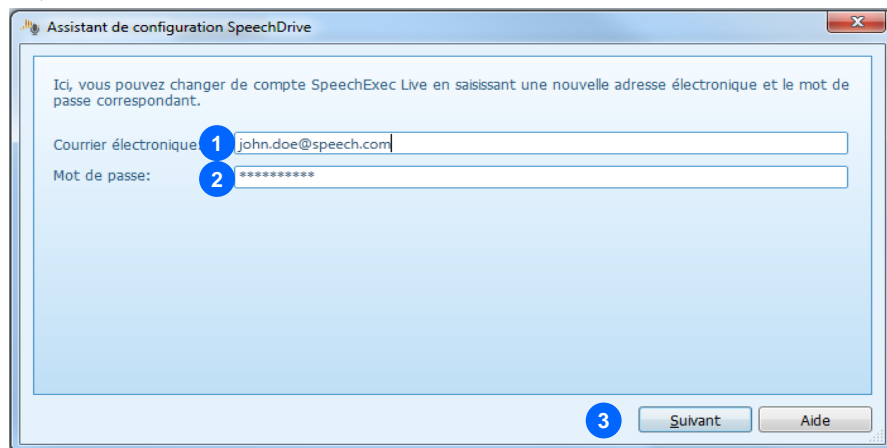 Assistant de configuration SpeechDrive
Ici, vous pouvez changer de compte SpeechExec Live en saisissant une nouvelle adresse électronique et le mot de
passe correspondant.
Courrier électronique: 1 john.doe@speech.com
Mot de passe: 2 **********
3 Suivant Aide